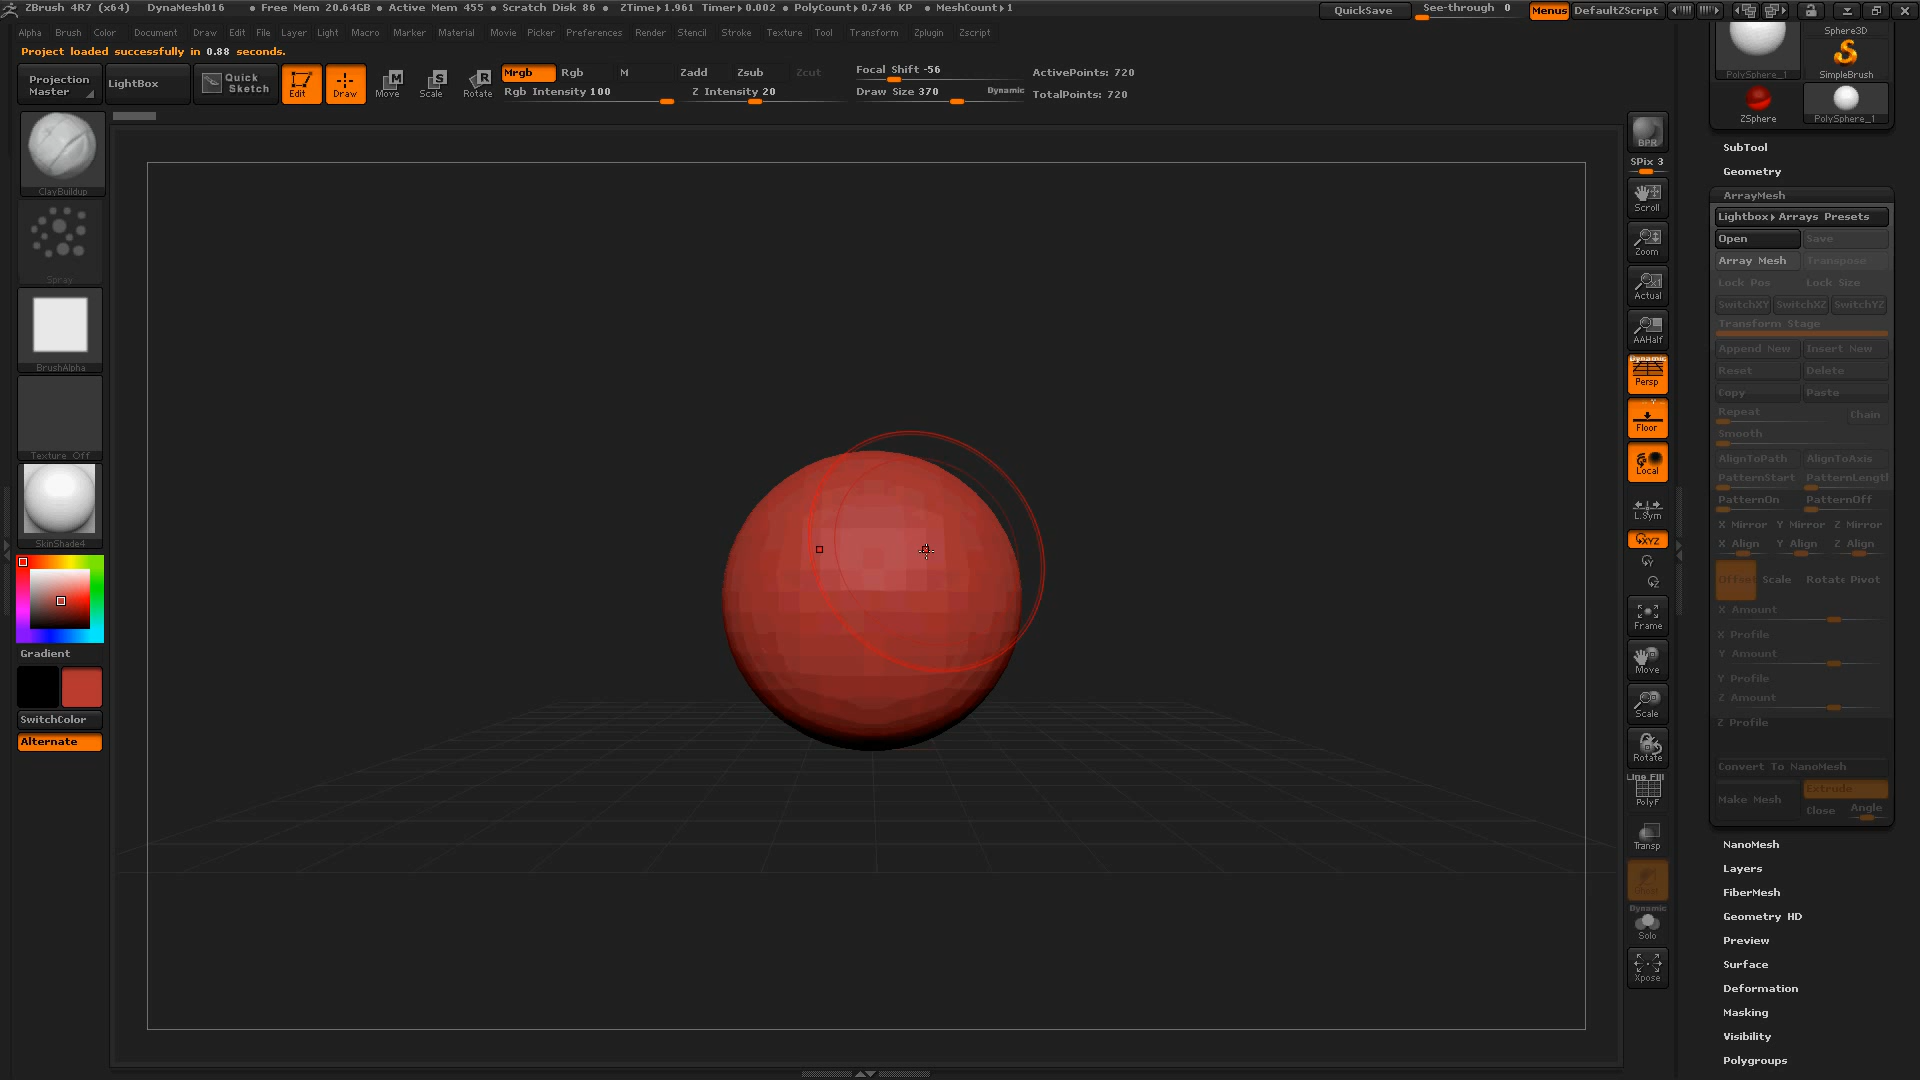 ZBrush 4R7 (x64) DynaMesh016 • Free Mem 20.64GB • Active Mem 455 • Scratch Disk 86 • ZTime▸1.961 Timer▸0.002 • PolyCount▸0.746 KP • MeshCount▸1 QuickSave See-through 0 Menus DefaultZScript
Alpha Brush Color Document Draw Edit File Layer Light Macro Marker Material Movie Picker Preferences Render Stencil Stroke Texture Tool Transform Zplugin Zscript
Project loaded successfully in 0.88 seconds.
Projection Master
LightBox
Quick Sketch
Edit
Draw
Move
Scale
Rotate
Mrgb Rgb M Zadd Zsub Zcut
Rgb Intensity 100 Z Intensity 20
Focal Shift -56
Draw Size 370 Dynamic
ActivePoints: 720
TotalPoints: 720
ClayBuildup
Spray
BrushAlpha
Texture Off
SkinShade4
Gradient
SwitchColor
Alternate
BPR
SPix 3
Scroll
Zoom
Actual
AAHalf
Dynamic
Persp
Floor
Local
L.Sym
XYZ
Frame
Move
Scale
Rotate
Line Fill
PolyF
Transp
Ghost
Dynamic
Solo
Xpose
Sphere3D
PolySphere_1 SimpleBrush
ZSphere PolySphere_1
SubTool
Geometry
ArrayMesh
Lightbox▸Arrays Presets
Open Save
Array Mesh Transpose
Lock Pos Lock Size
SwitchXY SwitchXZ SwitchYZ
Transform Stage
Append New Insert New
Reset Delete
Copy Paste
Repeat Chain
Smooth
AlignToPath AlignToAxis
PatternStart PatternLengtl
PatternOn PatternOff
X Mirror Y Mirror Z Mirror
X Align Y Align Z Align
Offset Scale Rotate Pivot
X Amount
X Profile
Y Amount
Y Profile
Z Amount
Z Profile
Convert To NanoMesh
Make Mesh Extrude
Close Angle
NanoMesh
Layers
FiberMesh
Geometry HD
Preview
Surface
Deformation
Masking
Visibility
Polygroups